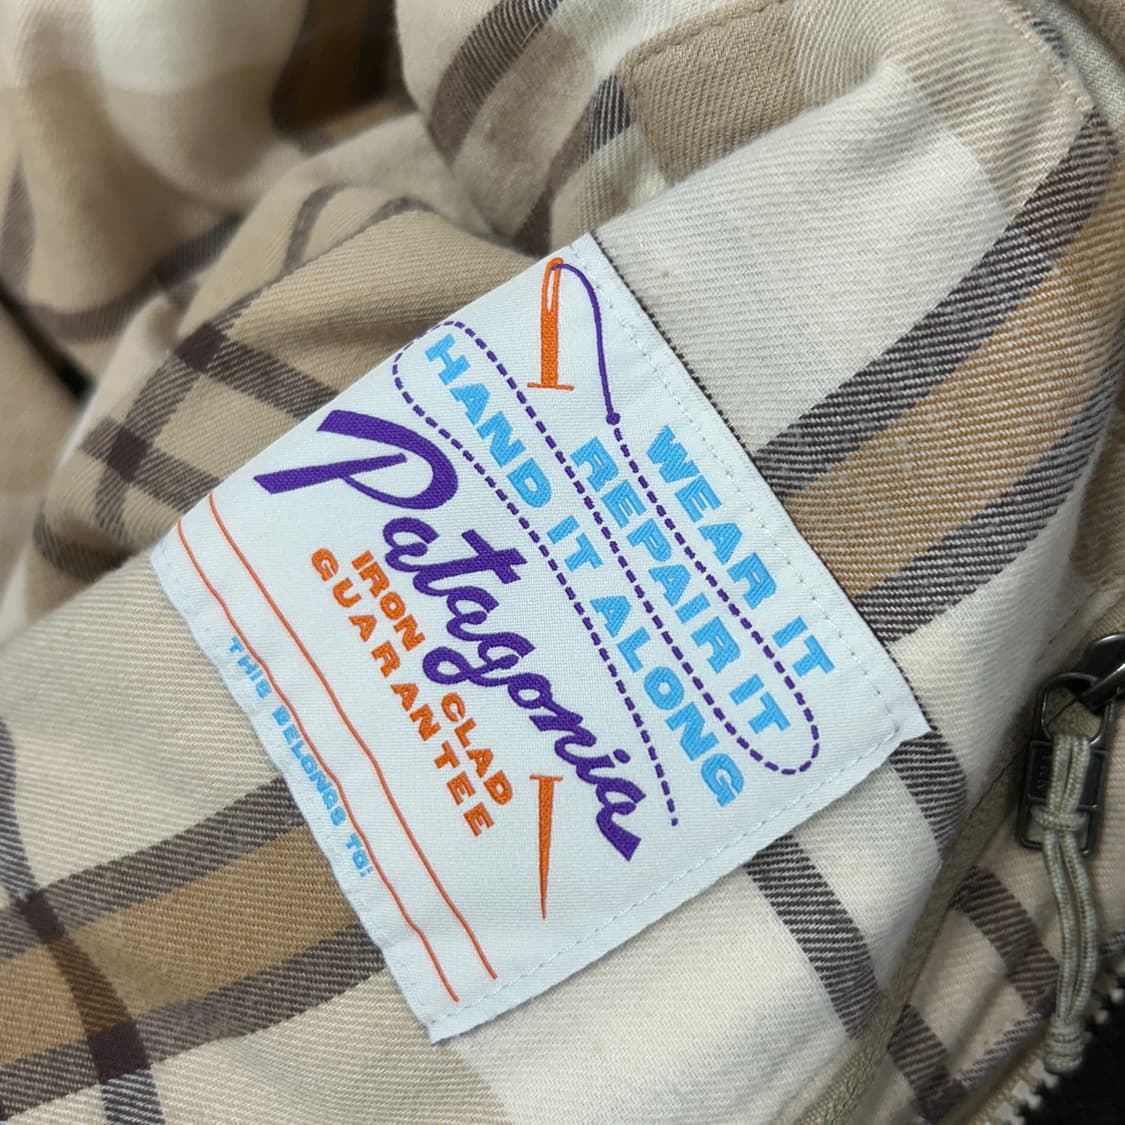 WEAR IT
REPAIR IT
HAND IT ALONG
Patagonia
IRON CLAD
GUARANTEE
THIS BELONGS TO: